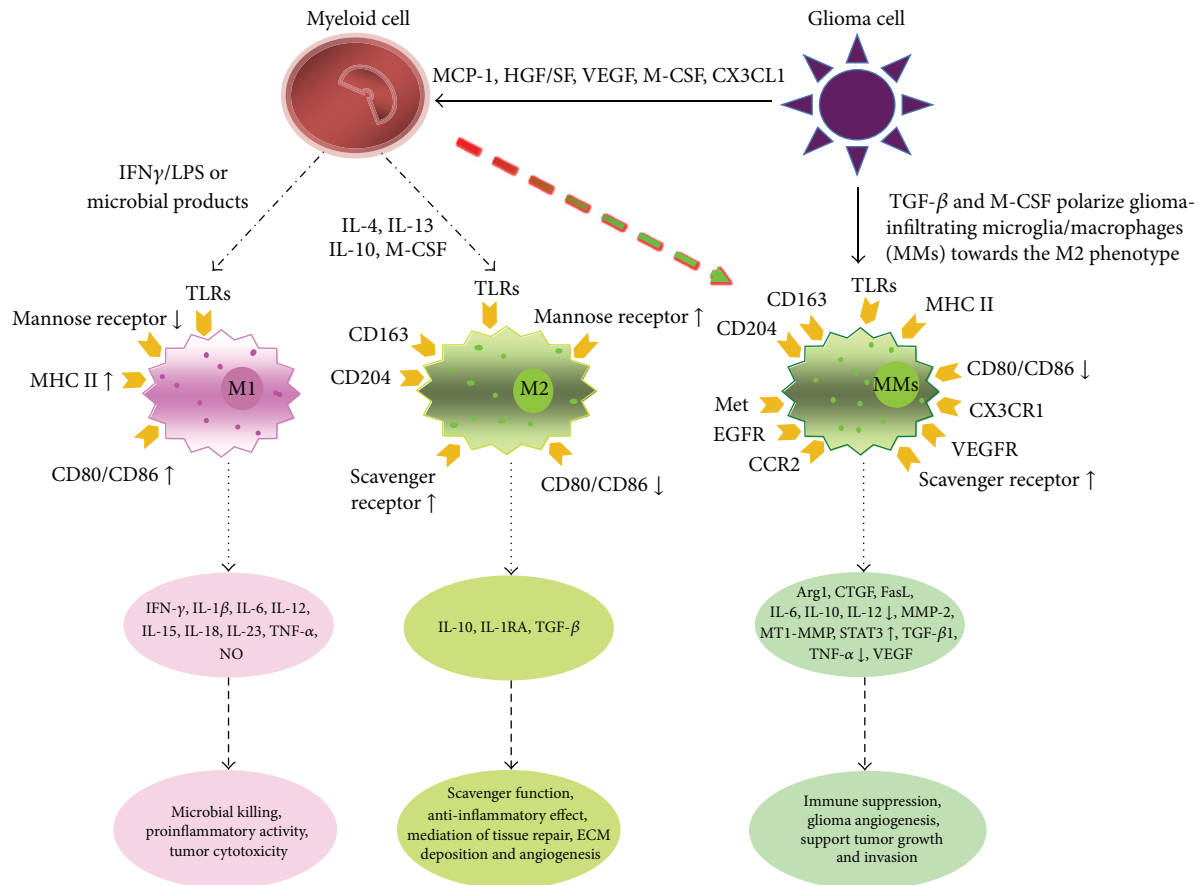 Myeloid cell
Glioma cell
MCP-1, HGF/SF, VEGF, M-CSF, CX3CL1
IFNγ/LPS or
microbial products
IL-4, IL-13
IL-10, M-CSF
TGF-β and M-CSF polarize glioma-
infiltrating microglia/macrophages
(MMs) towards the M2 phenotype
TLRs
Mannose receptor ↓
MHC II ↑
M1
CD80/CD86 ↑
TLRs
CD163
Mannose receptor ↑
CD204
M2
Scavenger
receptor ↑
CD80/CD86 ↓
TLRs
CD163
MHC II
CD204
CD80/CD86 ↓
MMs
Met
CX3CR1
EGFR
VEGFR
CCR2
Scavenger receptor ↑
IFN-γ, IL-1β, IL-6, IL-12,
IL-15, IL-18, IL-23, TNF-α,
NO
IL-10, IL-1RA, TGF-β
Arg1, CTGF, FasL,
IL-6, IL-10, IL-12 ↓, MMP-2,
MT1-MMP, STAT3 ↑, TGF-β1,
TNF-α ↓, VEGF
Microbial killing,
proinflammatory activity,
tumor cytotoxicity
Scavenger function,
anti-inflammatory effect,
mediation of tissue repair, ECM
deposition and angiogenesis
Immune suppression,
glioma angiogenesis,
support tumor growth
and invasion